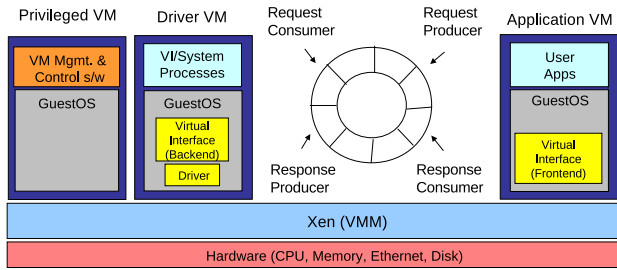 Privileged VM
VM Mgmt. &
Control s/w
GuestOS
Driver VM
VI/System
Processes
GuestOS
Virtual
Interface
(Backend)
Driver
Request
Consumer
Request
Producer
Response
Producer
Response
Consumer
Application VM
User
Apps
GuestOS
Virtual
Interface
(Frontend)
Xen (VMM)
Hardware (CPU, Memory, Ethernet, Disk)